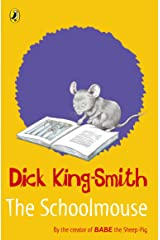 Dick King-Smith
The Schoolmouse
By the creator of BABE the Sheep-Pig